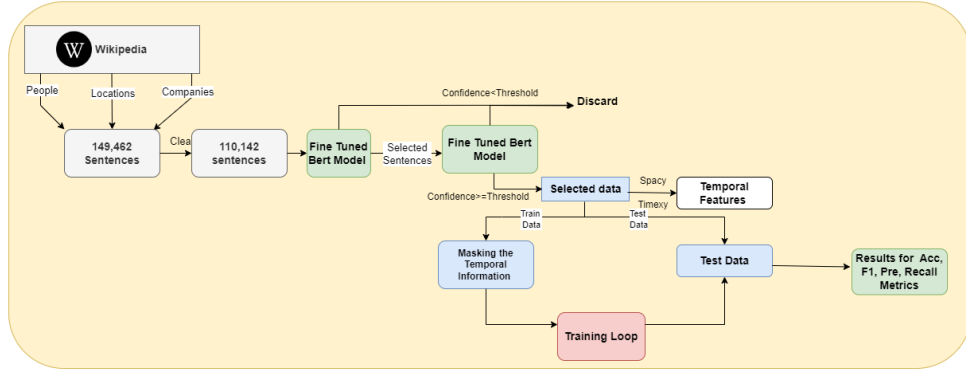 W Wikipedia
People
Locations
Companies
149,462
Sentences
Clea
110,142
sentences
Fine Tuned
Bert Model
Selected
Sentences
Confidence<Threshold
Discard
Fine Tuned Bert
Model
Confidence>=Threshold
Selected data
Spacy
Timexy
Temporal
Features
Train
Data
Test
Data
Masking the
Temporal
Information
Test Data
Results for Acc,
F1, Pre, Recall
Metrics
Training Loop